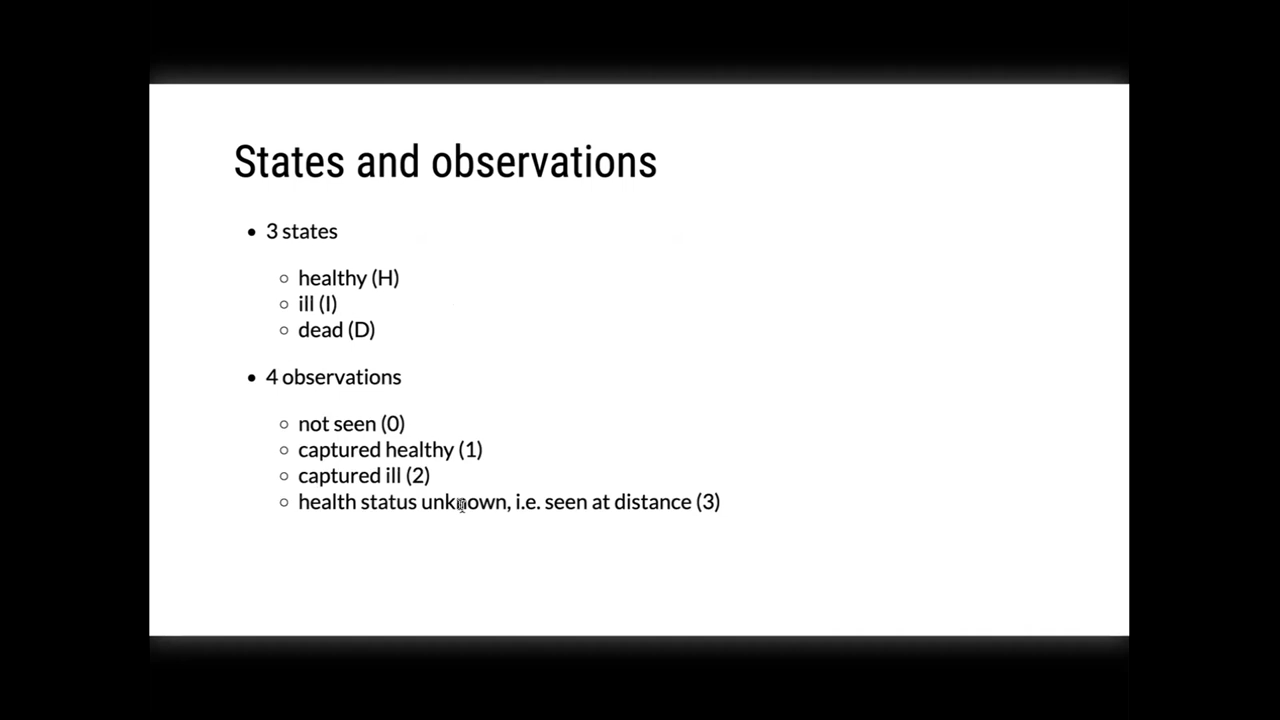 States and observations
3 states
healthy (H)
ill (I)
dead (D)
4 observations
not seen (0)
captured healthy (1)
captured ill (2)
health status unknown, i.e. seen at distance (3)